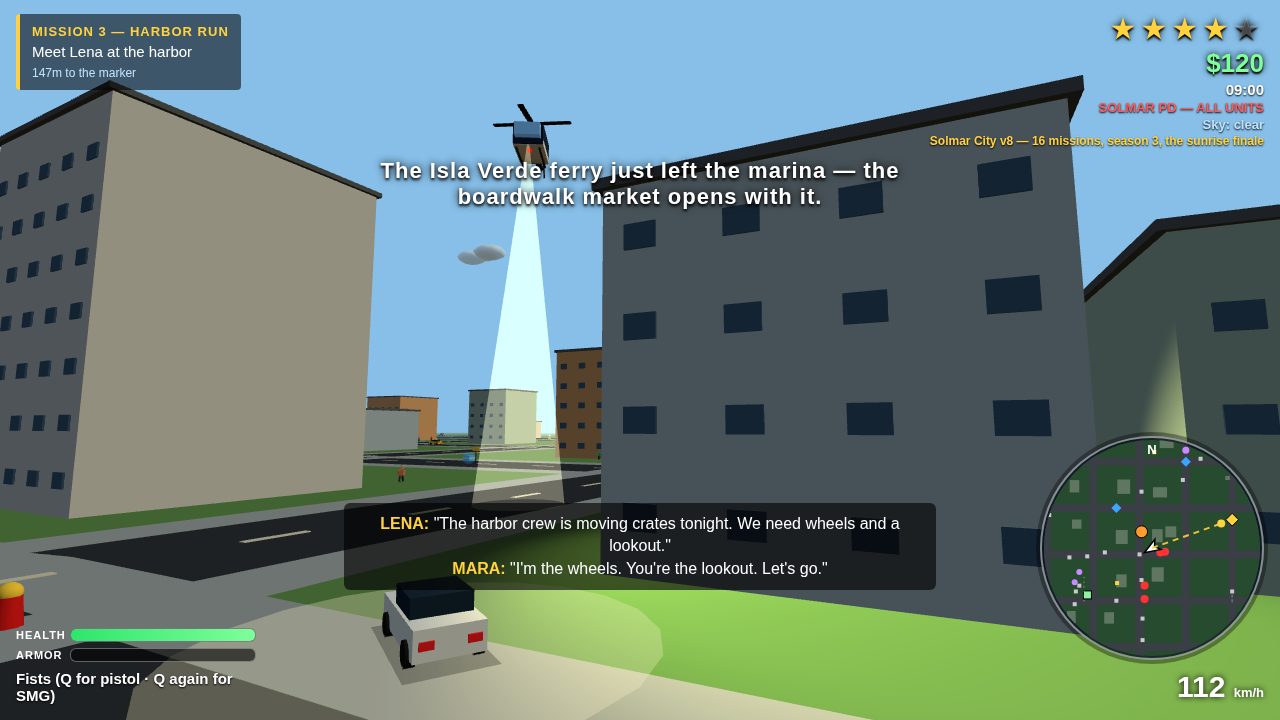 MISSION 3 — HARBOR RUN
Meet Lena at the harbor
147m to the marker
★★★★★
$120
09:00
SOLMAR PD — ALL UNITS
Sky: clear
Solmar City v8 — 16 missions, season 3, the sunrise finale
The Isla Verde ferry just left the marina — the
boardwalk market opens with it.
LENA: "The harbor crew is moving crates tonight. We need wheels and a
lookout."
MARA: "I'm the wheels. You're the lookout. Let's go."
N
HEALTH
ARMOR
Fists (Q for pistol · Q again for
SMG)
112 km/h